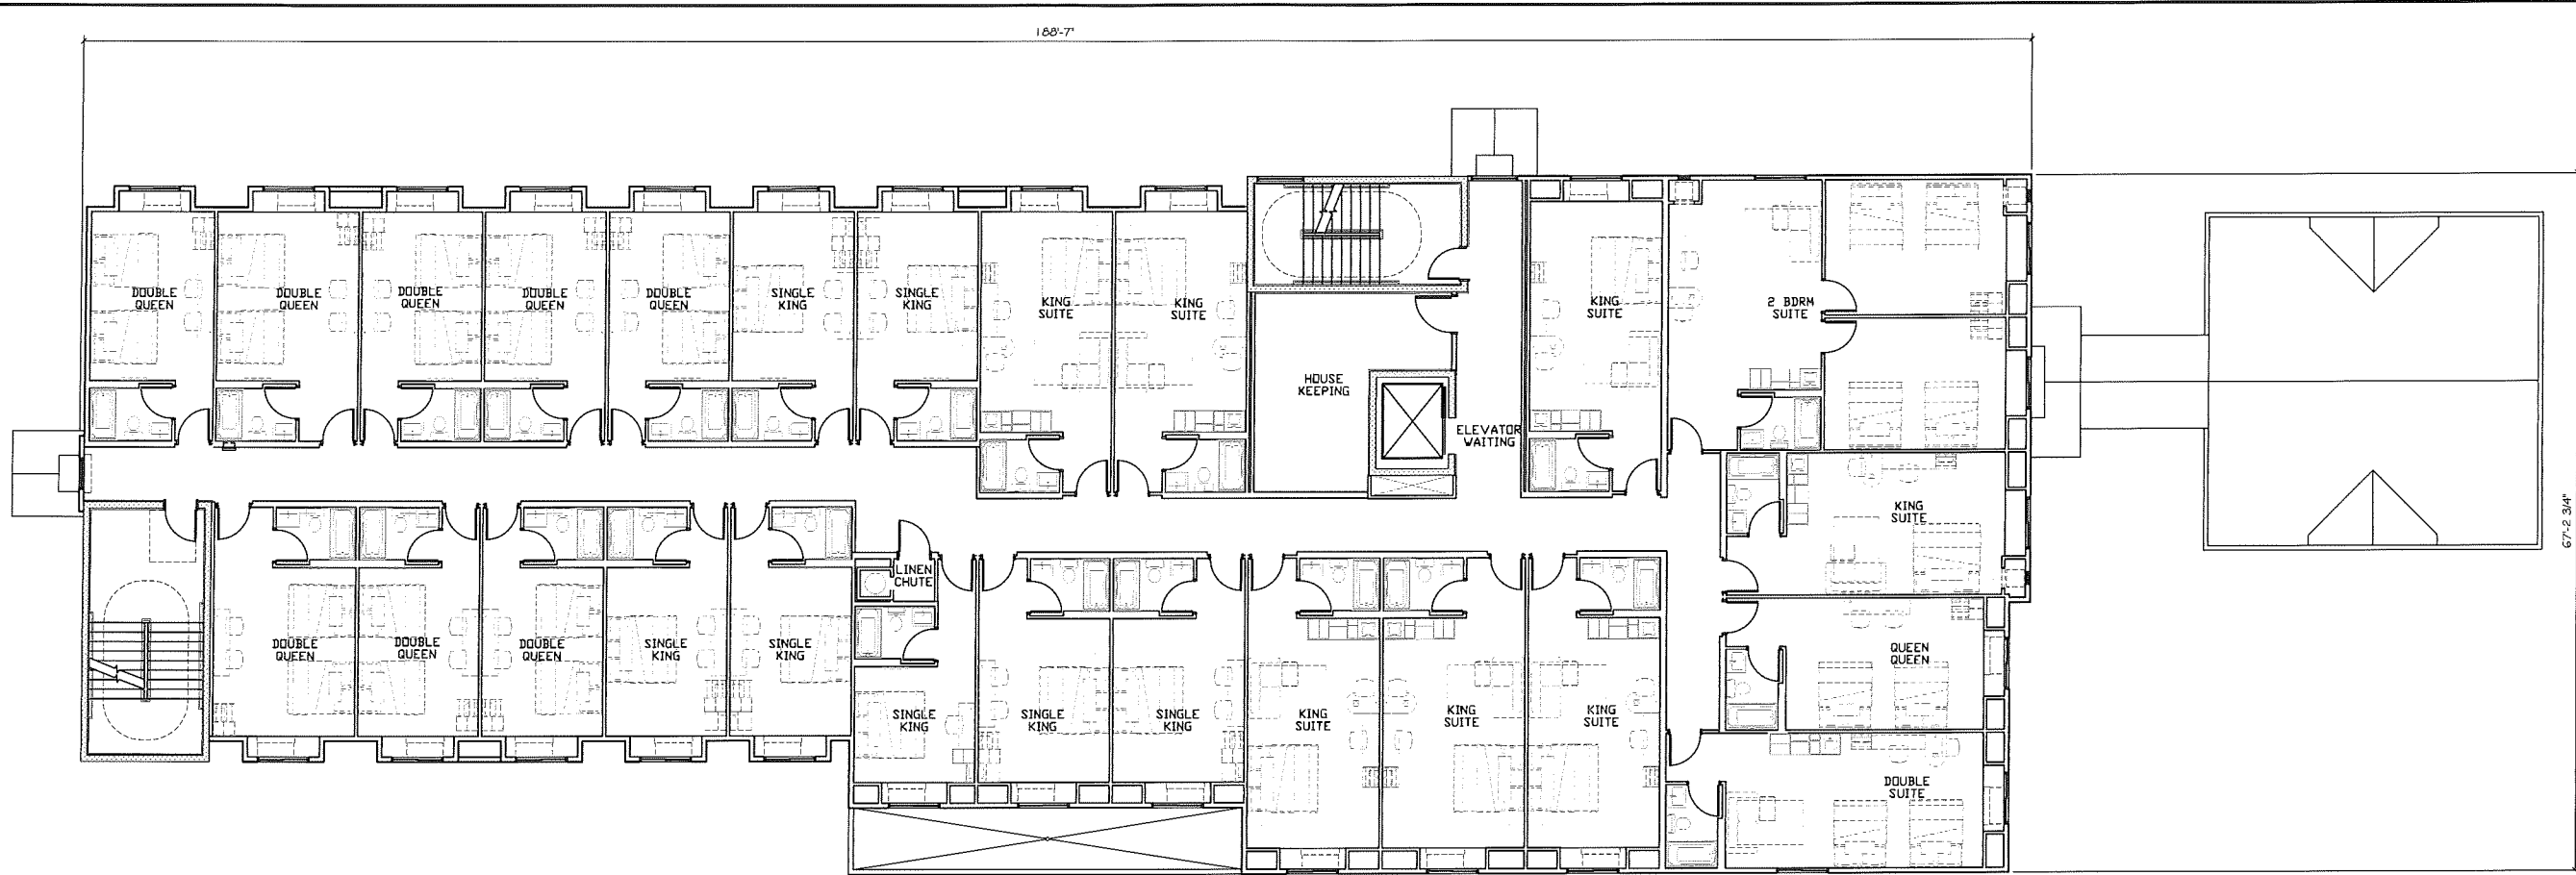 188'-7"
DOUBLE
QUEEN
DOUBLE
QUEEN
DOUBLE
QUEEN
DOUBLE
QUEEN
DOUBLE
QUEEN
SINGLE
KING
SINGLE
KING
KING
SUITE
KING
SUITE
KING
SUITE
2 BDRM
SUITE
HOUSE
KEEPING
ELEVATOR
WAITING
KING
SUITE
67'-2 3/4"
LINEN
CHUTE
DOUBLE
QUEEN
DOUBLE
QUEEN
DOUBLE
QUEEN
SINGLE
KING
SINGLE
KING
QUEEN
QUEEN
SINGLE
KING
SINGLE
KING
SINGLE
KING
KING
SUITE
KING
SUITE
KING
SUITE
DOUBLE
SUITE